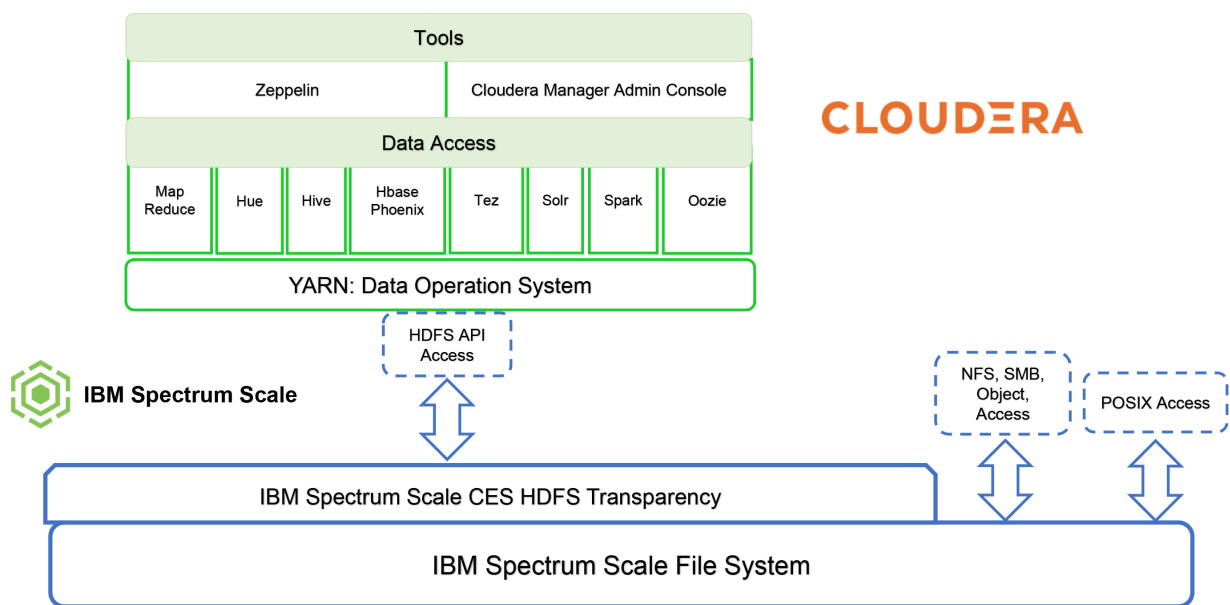 Tools
Zeppelin
Cloudera Manager Admin Console
CLOUDERA
Data Access
Map
Reduce
Hue
Hive
Hbase
Phoenix
Tez
Solr
Spark
Oozie
YARN: Data Operation System
HDFS API
Access
IBM Spectrum Scale
NFS, SMB,
Object,
Access
POSIX Access
IBM Spectrum Scale CES HDFS Transparency
IBM Spectrum Scale File System